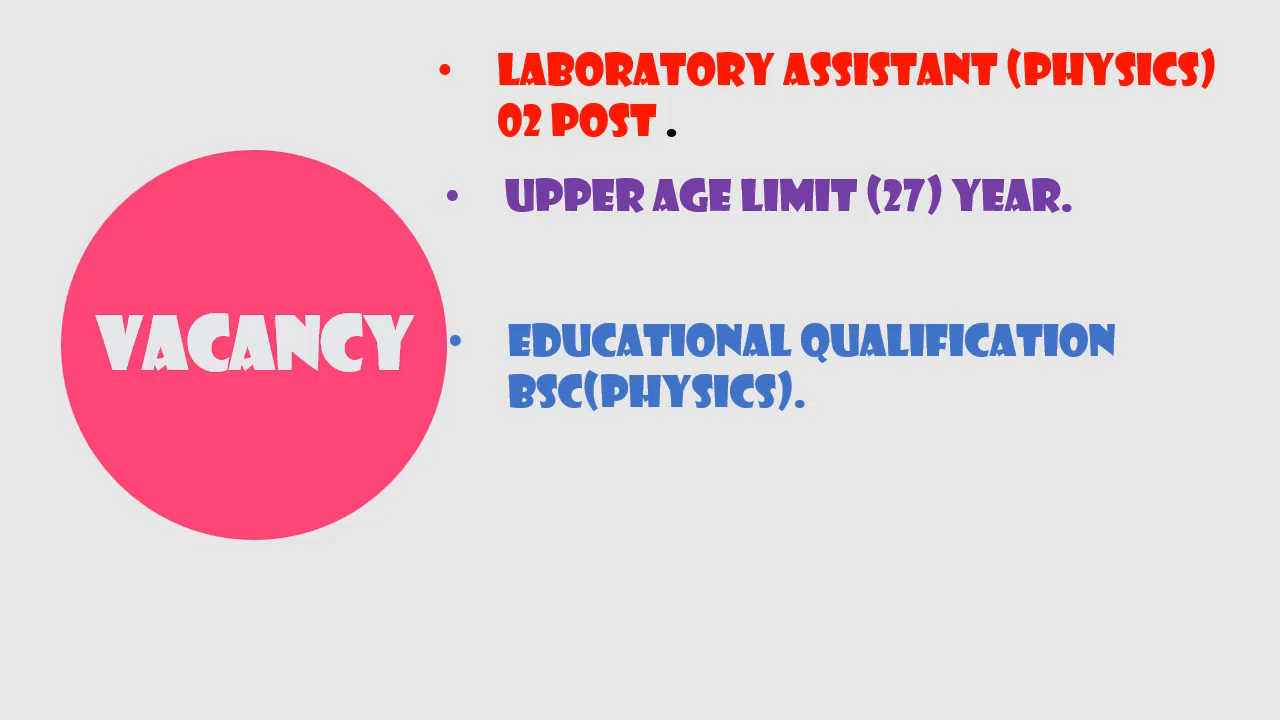 VACANCY
• LABORATORY ASSISTANT (PHYSICS)
02 POST .
• UPPER AGE LIMIT (27) YEAR.
• EDUCATIONAL QUALIFICATION
BSC(PHYSICS).